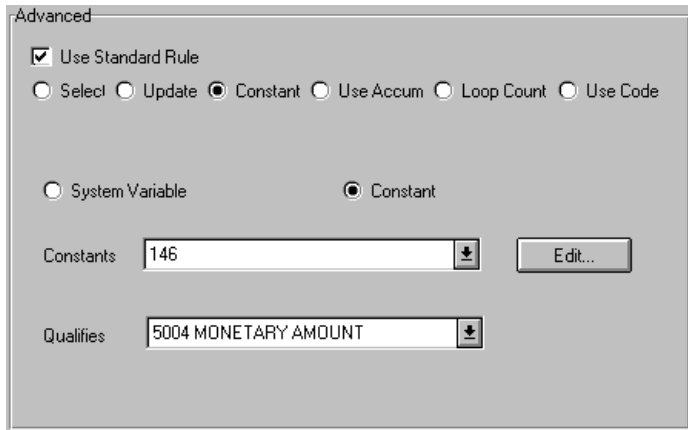 Advanced
Use Standard Rule
Select Update Constant Use Accum Loop Count Use Code
System Variable Constant
Constants 146 Edit...
Qualifies 5004 MONETARY AMOUNT